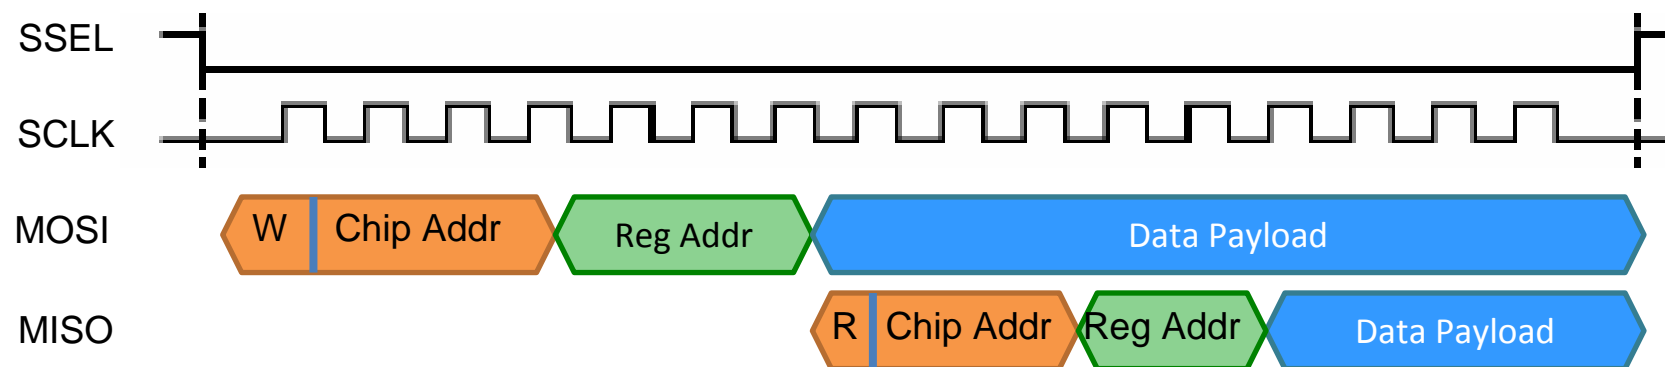 SSEL
SCLK
MOSI W Chip Addr Reg Addr Data Payload
MISO R Chip Addr Reg Addr Data Payload